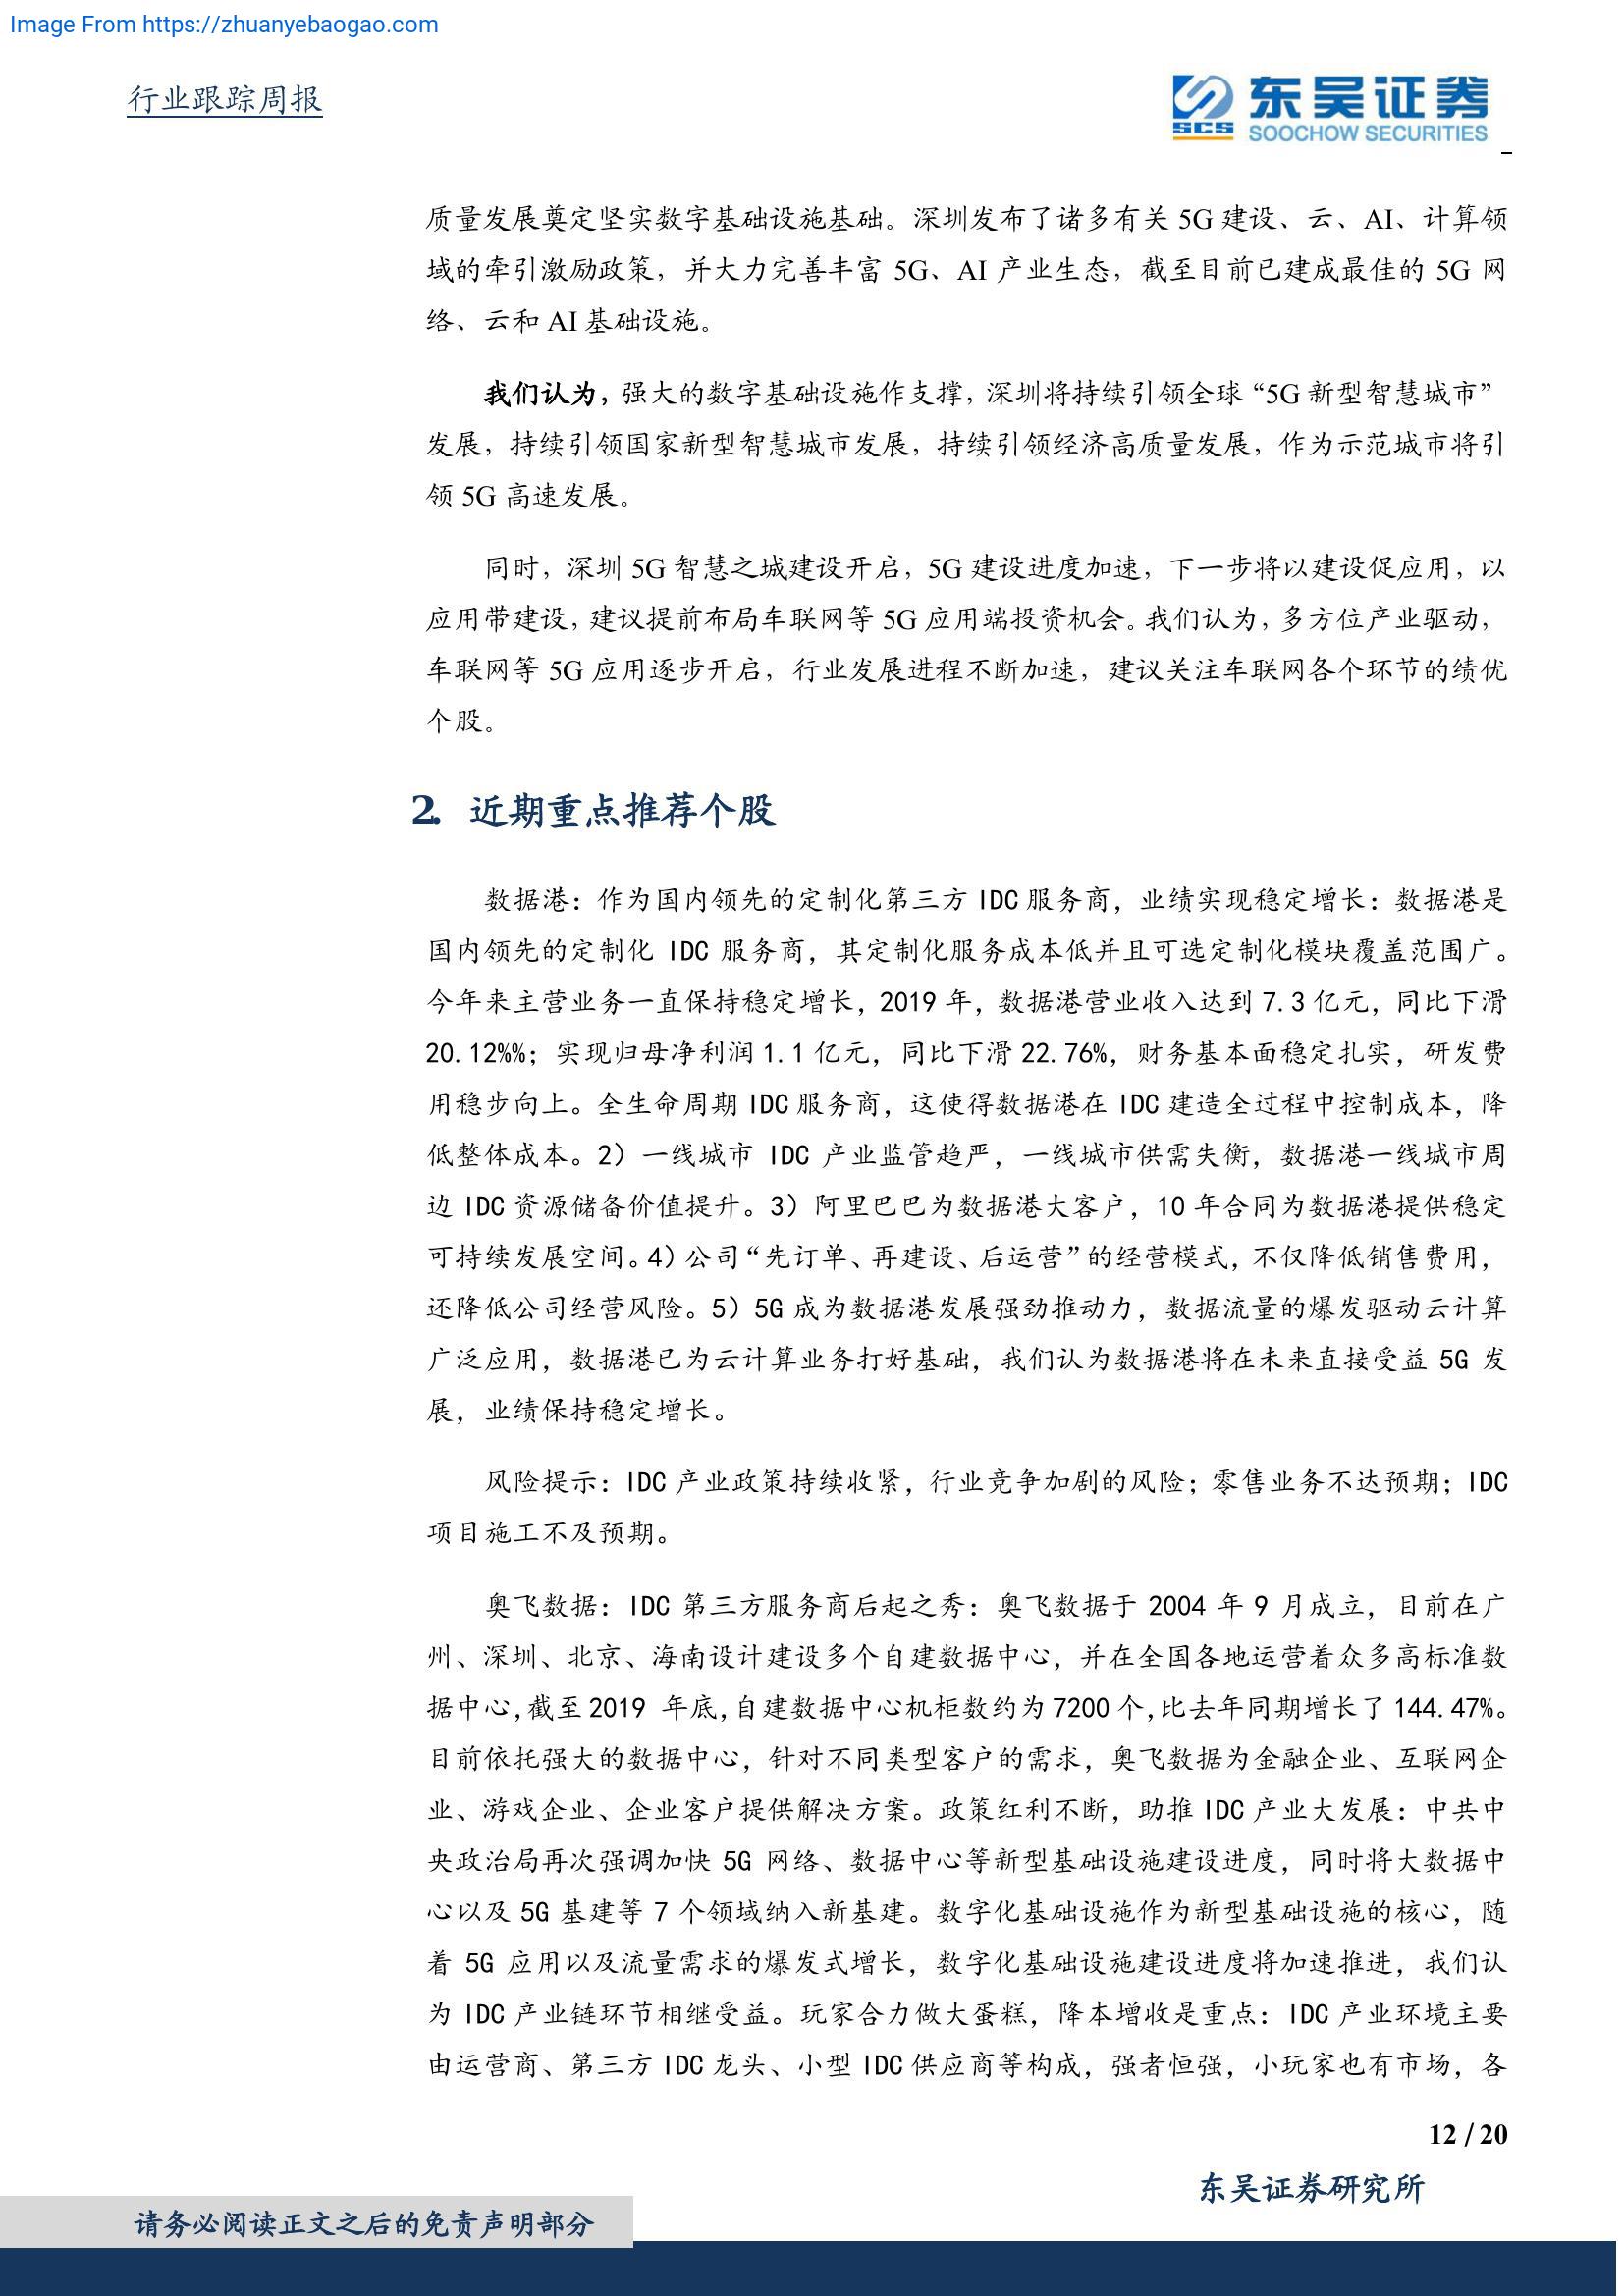 Image From https://zhuanyebaogao.com
行业跟踪周报
SCS
东吴证券
SOOCHOW SECURITIES
质量发展奠定坚实数字基础设施基础。深圳发布了诸多有关 5G 建设、云、AI、计算领
域的牵引激励政策，并大力完善丰富 5G、AI 产业生态，截至目前已建成最佳的 5G 网
络、云和 AI 基础设施。
我们认为，强大的数字基础设施作支撑，深圳将持续引领全球“5G 新型智慧城市”
发展，持续引领国家新型智慧城市发展，持续引领经济高质量发展，作为示范城市将引
领 5G 高速发展。
同时，深圳 5G 智慧之城建设开启，5G 建设进度加速，下一步将以建设促应用，以
应用带建设，建议提前布局车联网等 5G 应用端投资机会。我们认为，多方位产业驱动，
车联网等 5G 应用逐步开启，行业发展进程不断加速，建议关注车联网各个环节的绩优
个股。
2. 近期重点推荐个股
数据港：作为国内领先的定制化第三方 IDC 服务商，业绩实现稳定增长：数据港是
国内领先的定制化 IDC 服务商，其定制化服务成本低并且可选定制化模块覆盖范围广。
今年来主营业务一直保持稳定增长，2019 年，数据港营业收入达到 7.3 亿元，同比下滑
20.12%%；实现归母净利润 1.1 亿元，同比下滑 22.76%，财务基本面稳定扎实，研发费
用稳步向上。全生命周期 IDC 服务商，这使得数据港在 IDC 建造全过程中控制成本，降
低整体成本。2）一线城市 IDC 产业监管趋严，一线城市供需失衡，数据港一线城市周
边 IDC 资源储备价值提升。3）阿里巴巴为数据港大客户，10 年合同为数据港提供稳定
可持续发展空间。4）公司“先订单、再建设、后运营”的经营模式，不仅降低销售费用，
还降低公司经营风险。5）5G 成为数据港发展强劲推动力，数据流量的爆发驱动云计算
广泛应用，数据港已为云计算业务打好基础，我们认为数据港将在未来直接受益 5G 发
展，业绩保持稳定增长。
风险提示：IDC 产业政策持续收紧，行业竞争加剧的风险；零售业务不达预期；IDC
项目施工不及预期。
奥飞数据：IDC 第三方服务商后起之秀：奥飞数据于 2004 年 9 月成立，目前在广
州、深圳、北京、海南设计建设多个自建数据中心，并在全国各地运营着众多高标准数
据中心,截至 2019 年底,自建数据中心机柜数约为 7200 个,比去年同期增长了 144.47%。
目前依托强大的数据中心，针对不同类型客户的需求，奥飞数据为金融企业、互联网企
业、游戏企业、企业客户提供解决方案。政策红利不断，助推 IDC 产业大发展：中共中
央政治局再次强调加快 5G 网络、数据中心等新型基础设施建设进度，同时将大数据中
心以及 5G 基建等 7 个领域纳入新基建。数字化基础设施作为新型基础设施的核心，随
着 5G 应用以及流量需求的爆发式增长，数字化基础设施建设进度将加速推进，我们认
为 IDC 产业链环节相继受益。玩家合力做大蛋糕，降本增收是重点：IDC 产业环境主要
由运营商、第三方 IDC 龙头、小型 IDC 供应商等构成，强者恒强，小玩家也有市场，各
12 / 20
东吴证券研究所
请务必阅读正文之后的免责声明部分